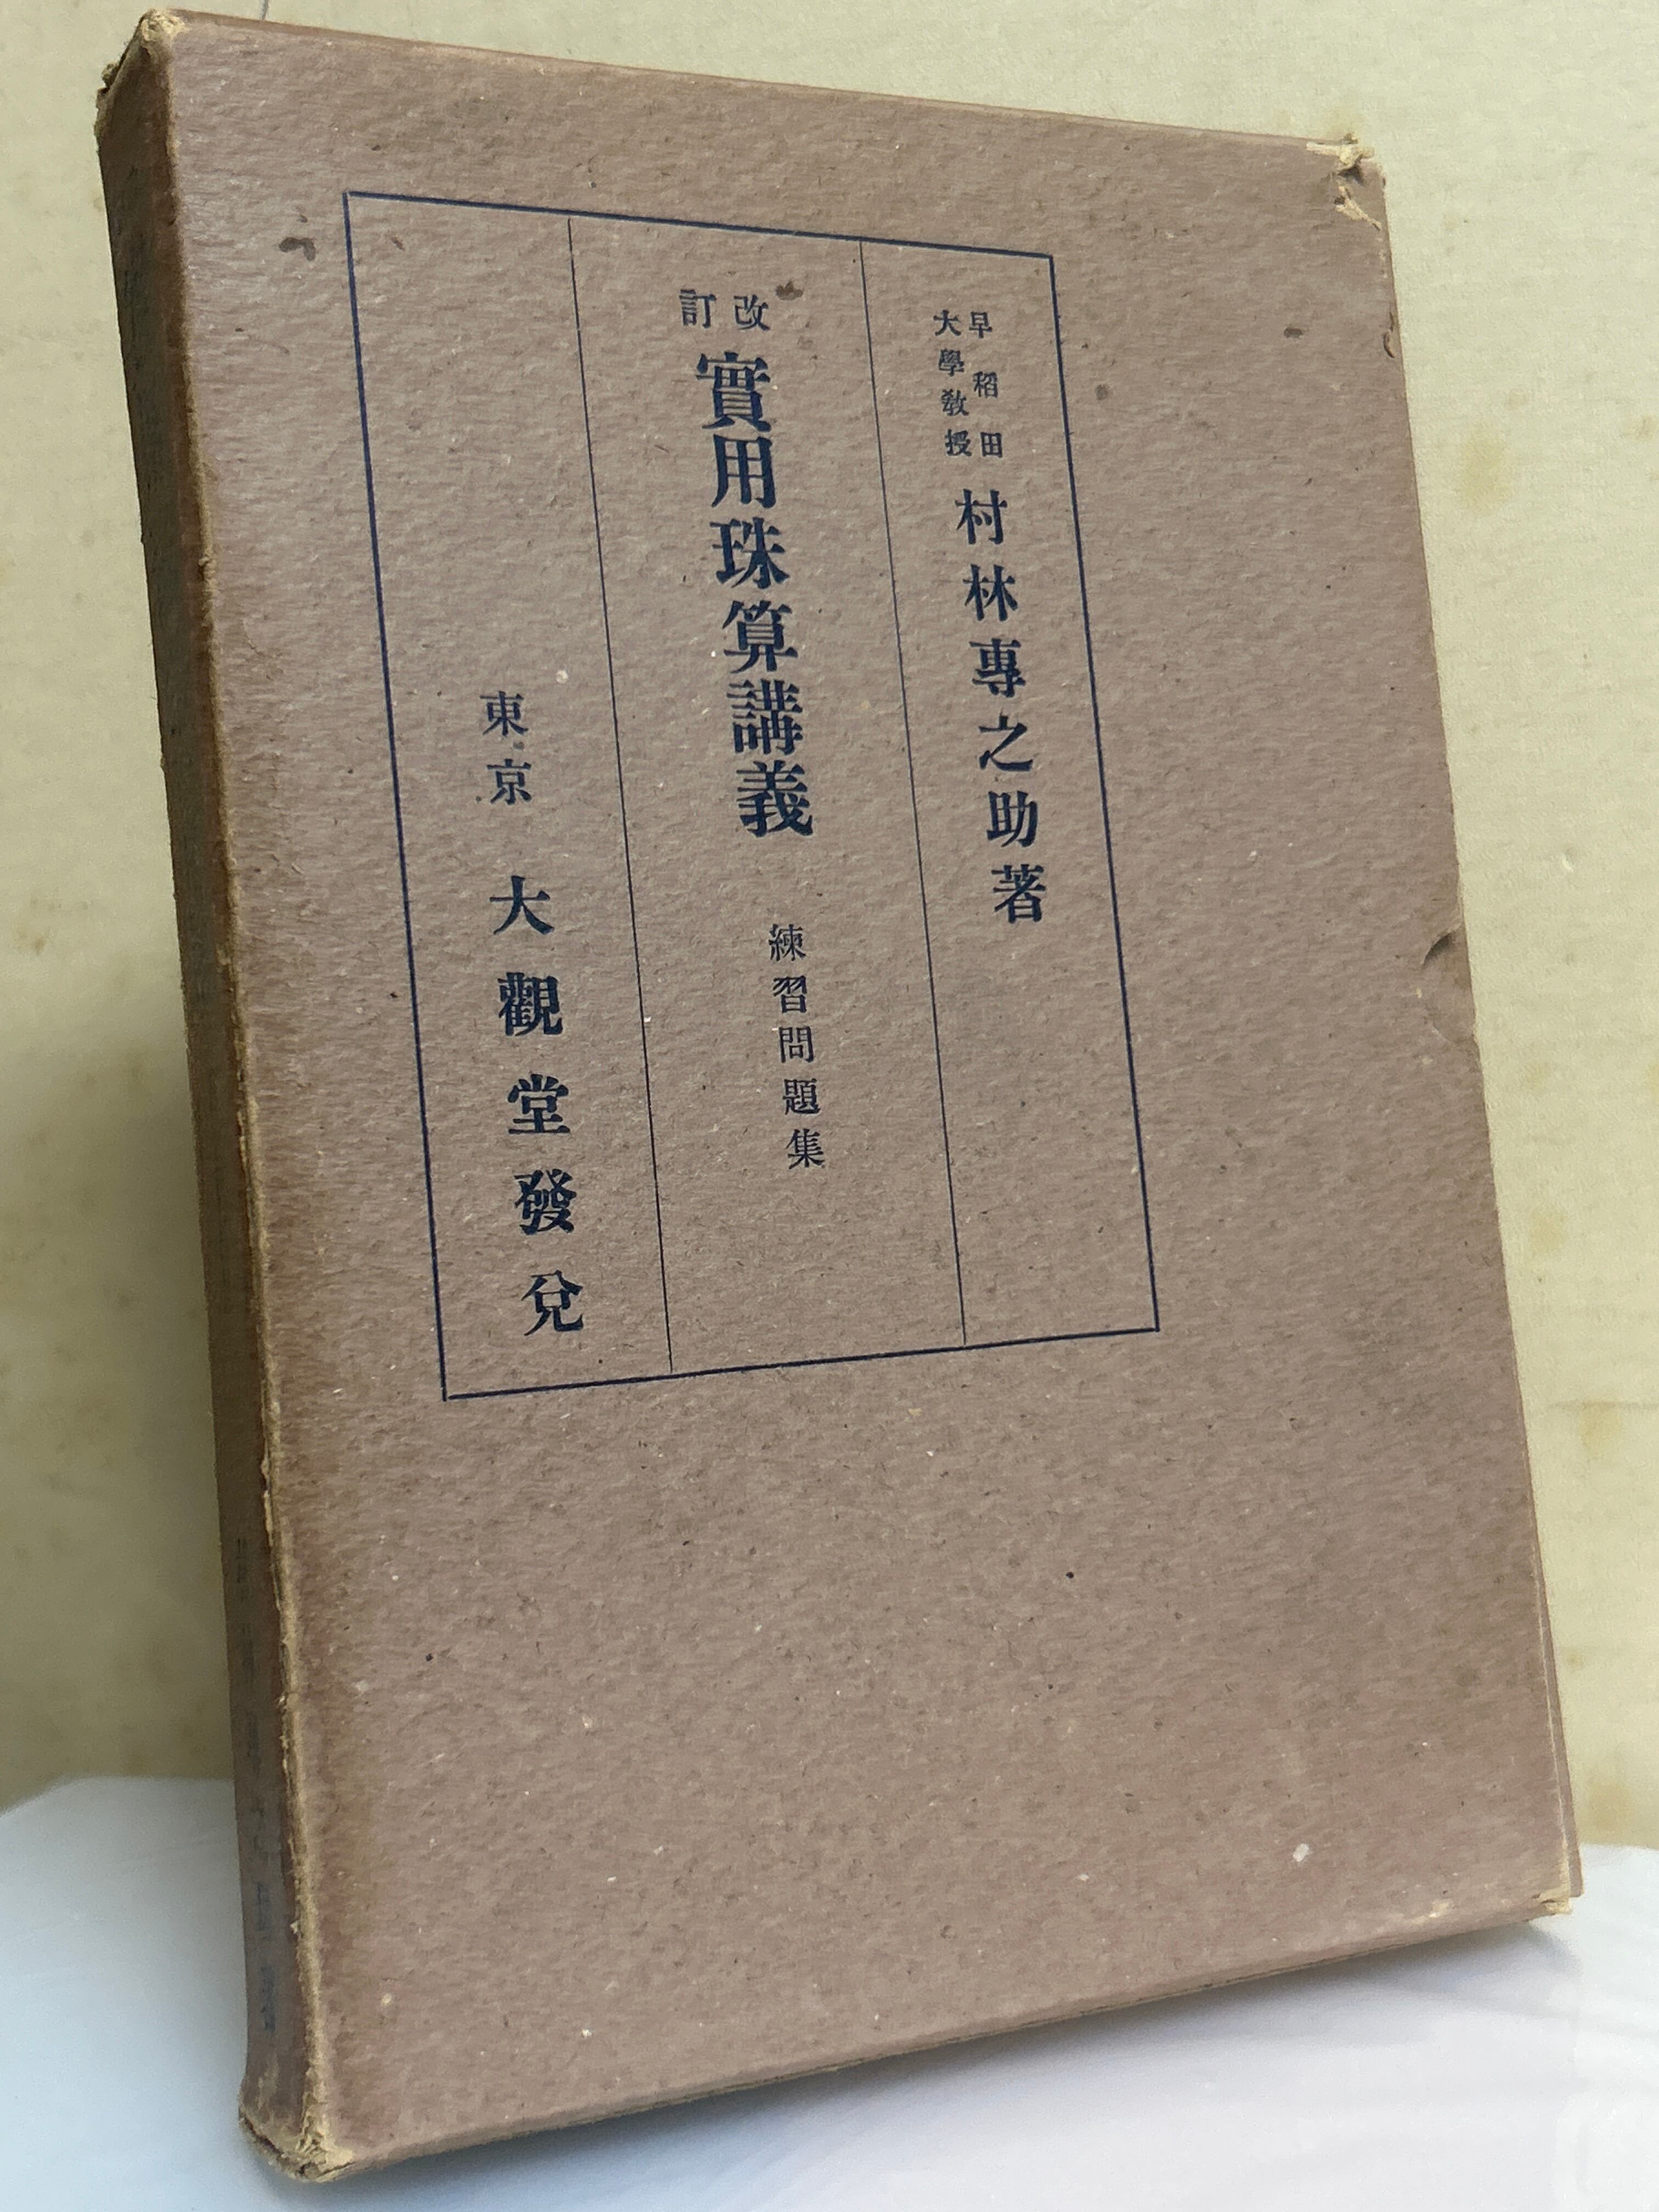 早稻田
大學教授
村林專之助著
改訂
實用珠算講義
練習問題集
東京
大觀堂發兌